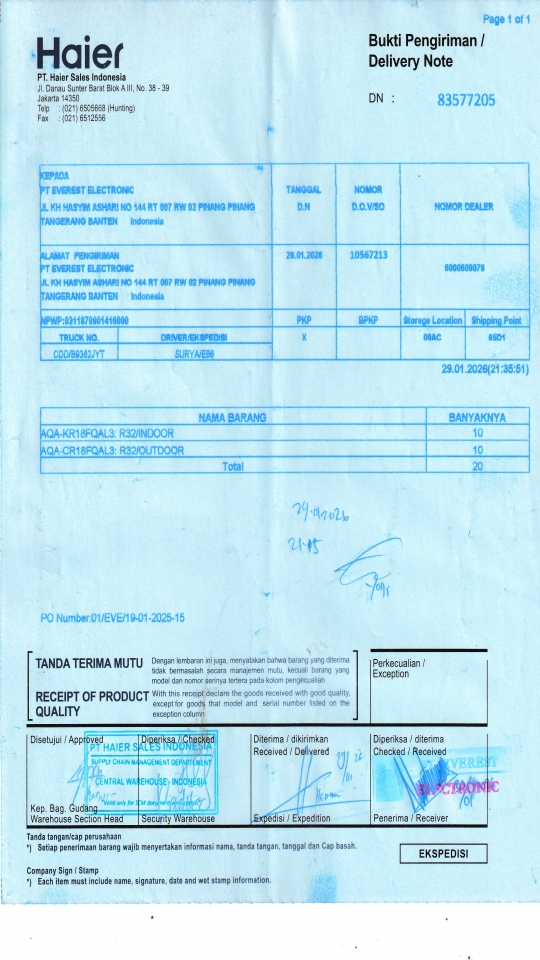 Page 1 of 1
Haier
Bukti Pengiriman /
Delivery Note
PT. Haier Sales Indonesia
Jl. Danau Sunter Barat Blok A III, No. 38 - 39
Jakarta 14350
Telp : (021) 6505668 (Hunting)
Fax : (021) 6512556
DN : 83577205
KEPADA
PT EVEREST ELECTRONIC
JL KH HASYIM ASHARI NO 144 RT 007 RW 02 PINANG PINANG
TANGERANG BANTEN Indonesia
TANGGAL D.N
NOMOR D.O.V/SO
NOMOR DEALER
ALAMAT PENGIRIMAN
PT EVEREST ELECTRONIC
JL KH HASYIM ASHARI NO 144 RT 007 RW 02 PINANG PINANG
TANGERANG BANTEN Indonesia
29.01.2026
10567213
6000609079
NPWP:0311870901416000
PKP
BPKP
Storege Location
Shipping Point
TRUCK NO.
DRIVER/EKSPEDISI
X
00AC
85D1
CDD/B9362JYT
SURYA/E88
29.01.2026(21:35:51)
NAMA BARANG BANYAKNYA
AQA-KR18FQAL3: R32/INDOOR 10
AQA-CR18FQAL3: R32/OUTDOOR 10
Total 20
21.15
PO Number:01/EVE/19-01-2025-15
TANDA TERIMA MUTU
Dengan lembaran ini juga, menyatakan bahwa barang yang diterima
tidak bermasalah secara manajemen mutu, kecuali barang yang
model dan nomor serinya tertera pada kolom pengecualian
RECEIPT OF PRODUCT
QUALITY
With this receipt declare the goods received with good quality,
except for goods that model and serial number listed on the
exception column
Perkecualian /
Exception
Disetujui / Approved
Diperiksa / Checked
Diterima / dikirimkan
Received / Delivered
Diperiksa / diterima
Checked / Received
PT HAIER SALES INDONESIA
SUPPLY CHAIN MANAGEMENT DEPARTEMENT
CENTRAL WAREHOUSE- INDONESIA
EVEREST
ELECTRONIC
Kep. Bag. Gudang
Warehouse Section Head
Security Warehouse
Expedisi / Expedition
Penerima / Receiver
Tanda tangan/cap perusahaan
*) Setiap penerimaan barang wajib menyertakan informasi nama, tanda tangan, tanggal dan Cap basah.
EKSPEDISI
Company Sign / Stamp
*) Each item must include name, signature, date and wet stamp information.